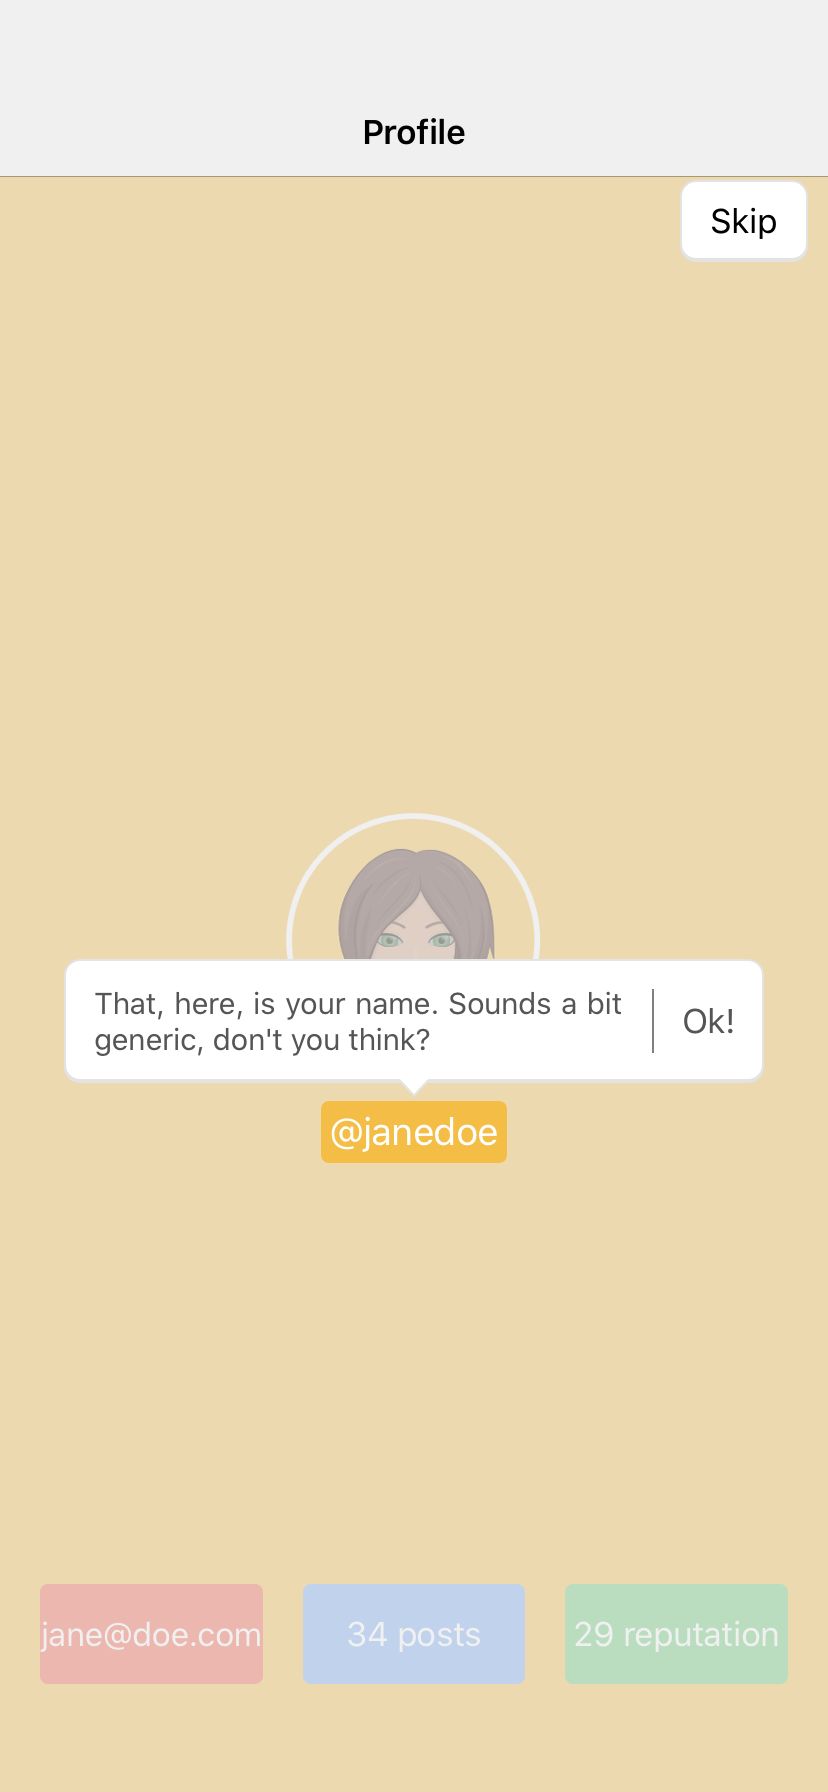 Profile
Skip
That, here, is your name. Sounds a bit
generic, don't you think?
Ok!
@janedoe
jane@doe.com
34 posts
29 reputation